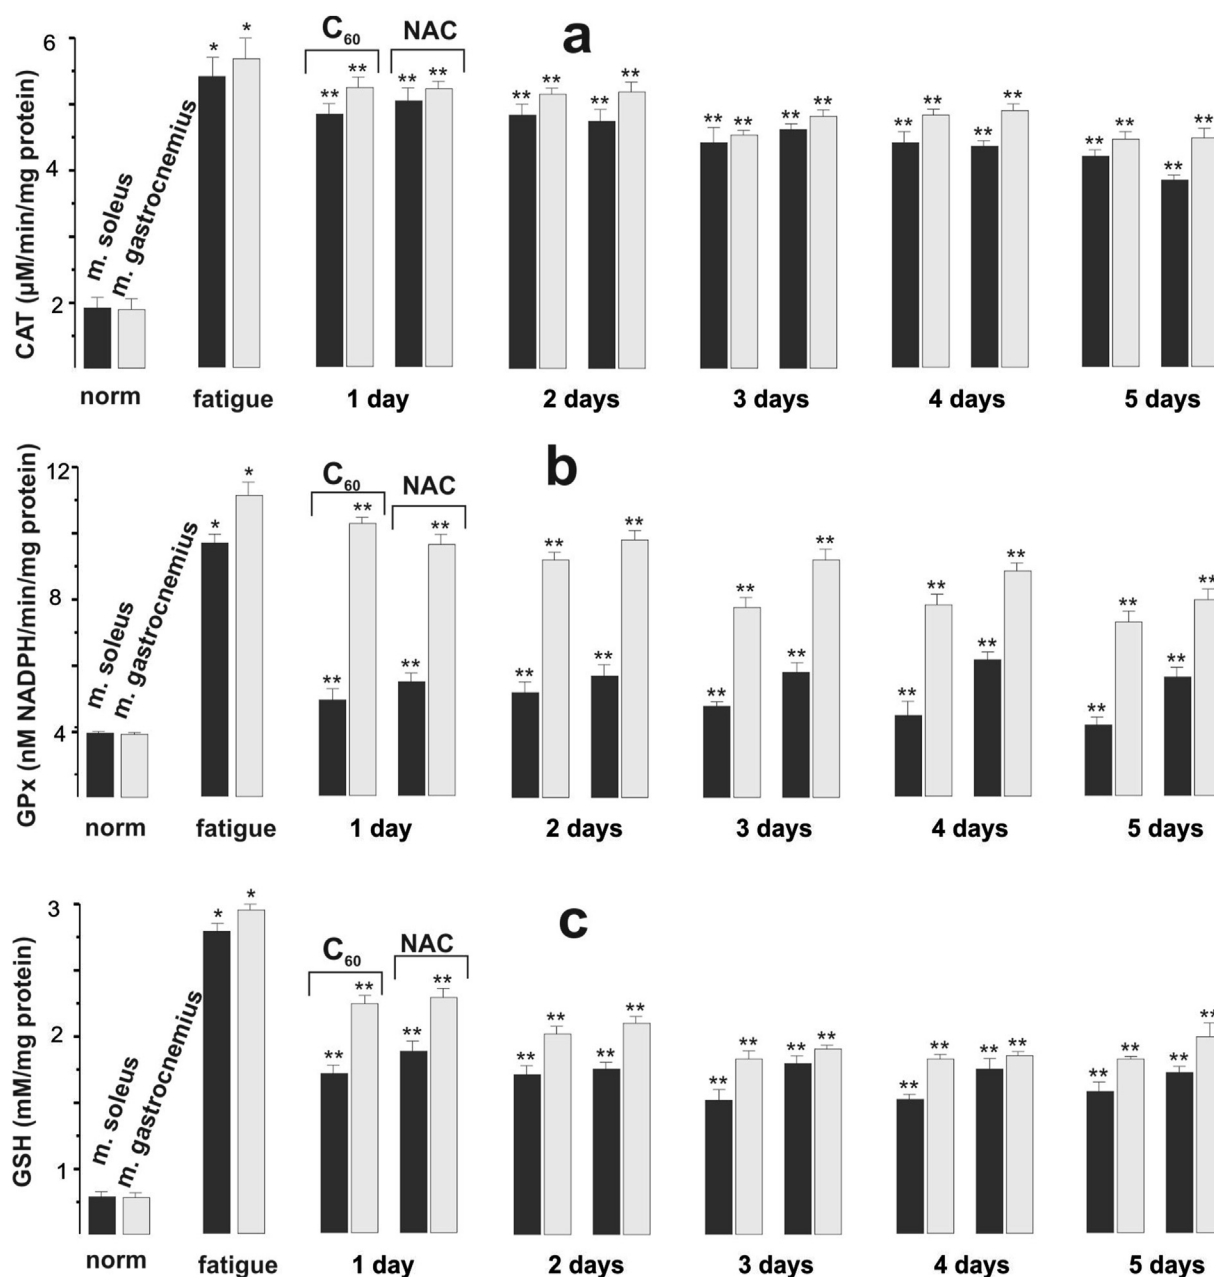 a
C60 NAC
* *
** ** ** ** ** ** ** ** ** ** ** ** ** ** ** ** ** ** ** **
CAT (µM/min/mg protein)
6
4
2
m. soleus
m. gastrocnemius
norm fatigue 1 day 2 days 3 days 4 days 5 days
b
C60 NAC
* *
** ** ** ** ** ** ** ** ** ** ** ** ** ** ** ** ** ** ** **
GPx (nM NADPH/min/mg protein)
12
8
4
m. soleus
m. gastrocnemius
norm fatigue 1 day 2 days 3 days 4 days 5 days
c
C60 NAC
* *
** ** ** ** ** ** ** ** ** ** ** ** ** ** ** ** ** ** ** **
GSH (mM/mg protein)
3
2
1
m. soleus
m. gastrocnemius
norm fatigue 1 day 2 days 3 days 4 days 5 days